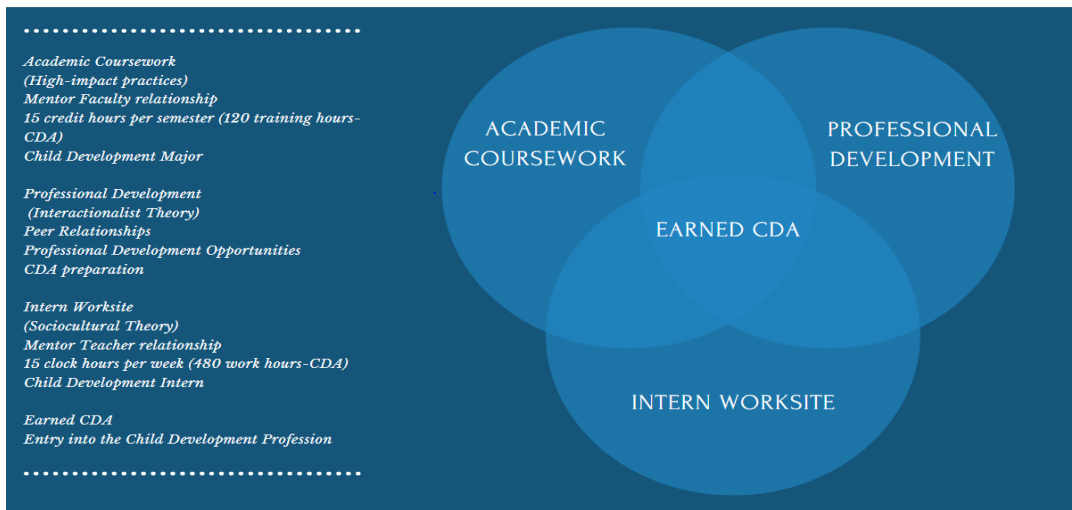 Academic Coursework
(High-impact practices)
Mentor Faculty relationship
15 credit hours per semester (120 training hours-
CDA)
Child Development Major
Professional Development
(Interactionalist Theory)
Peer Relationships
Professional Development Opportunities
CDA preparation
Intern Worksite
(Sociocultural Theory)
Mentor Teacher relationship
15 clock hours per week (480 work hours-CDA)
Child Development Intern
Earned CDA
Entry into the Child Development Profession
ACADEMIC
COURSEWORK
PROFESSIONAL
DEVELOPMENT
EARNED CDA
INTERN WORKSITE